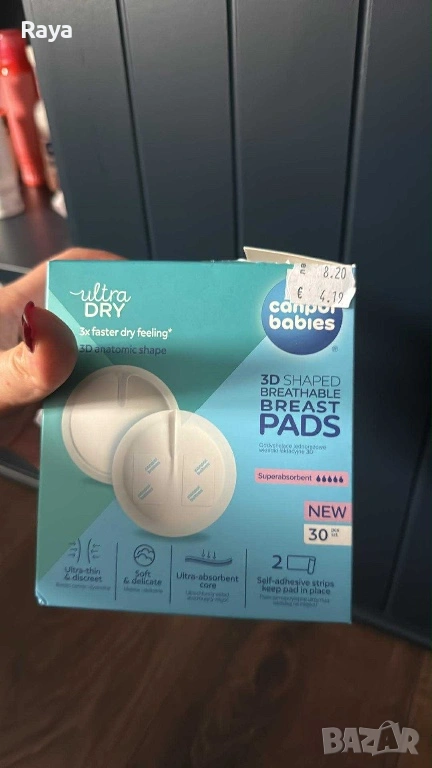 Raya
лв 8.20
€ 4.19
ultra
DRY
3x faster dry feeling*
3D anatomic shape
canpol
babies
®
3D SHAPED
BREATHABLE
BREAST
PADS
Superabsorbent
NEW
30
Ultra-thin
& discreet
Soft
& delicate
Ultra-absorbent
core
2
Self-adhesive strips
keep pad in place
BAZAR